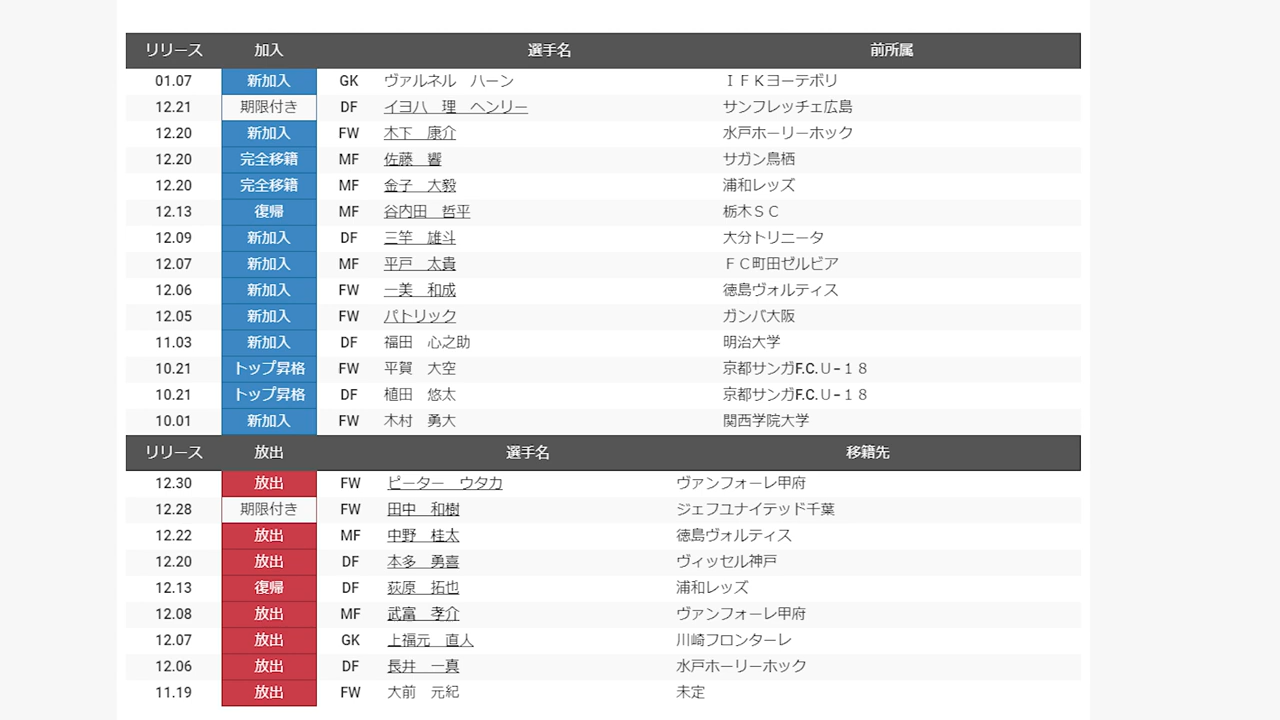 リリース 加入 選手名 前所属
01.07 新加入 GK ヴァルネル　ハーン ＩＦＫヨーテボリ
12.21 期限付き DF イヨハ　理　ヘンリー サンフレッチェ広島
12.20 新加入 FW 木下　康介 水戸ホーリーホック
12.20 完全移籍 MF 佐藤　響 サガン鳥栖
12.20 完全移籍 MF 金子　大毅 浦和レッズ
12.13 復帰 MF 谷内田　哲平 栃木ＳＣ
12.09 新加入 DF 三竿　雄斗 大分トリニータ
12.07 新加入 MF 平戸　太貴 ＦＣ町田ゼルビア
12.06 新加入 FW 一美　和成 徳島ヴォルティス
12.05 新加入 FW パトリック ガンバ大阪
11.03 新加入 DF 福田　心之助 明治大学
10.21 トップ昇格 FW 平賀　大空 京都サンガF.C.Ｕ−１８
10.21 トップ昇格 DF 植田　悠太 京都サンガF.C.Ｕ−１８
10.01 新加入 FW 木村　勇大 関西学院大学
リリース 放出 選手名 移籍先
12.30 放出 FW ピーター　ウタカ ヴァンフォーレ甲府
12.28 期限付き FW 田中　和樹 ジェフユナイテッド千葉
12.22 放出 MF 中野　桂太 徳島ヴォルティス
12.20 放出 DF 本多　勇喜 ヴィッセル神戸
12.13 復帰 DF 荻原　拓也 浦和レッズ
12.08 放出 MF 武富　孝介 ヴァンフォーレ甲府
12.07 放出 GK 上福元　直人 川崎フロンターレ
12.06 放出 DF 長井　一真 水戸ホーリーホック
11.19 放出 FW 大前　元紀 未定